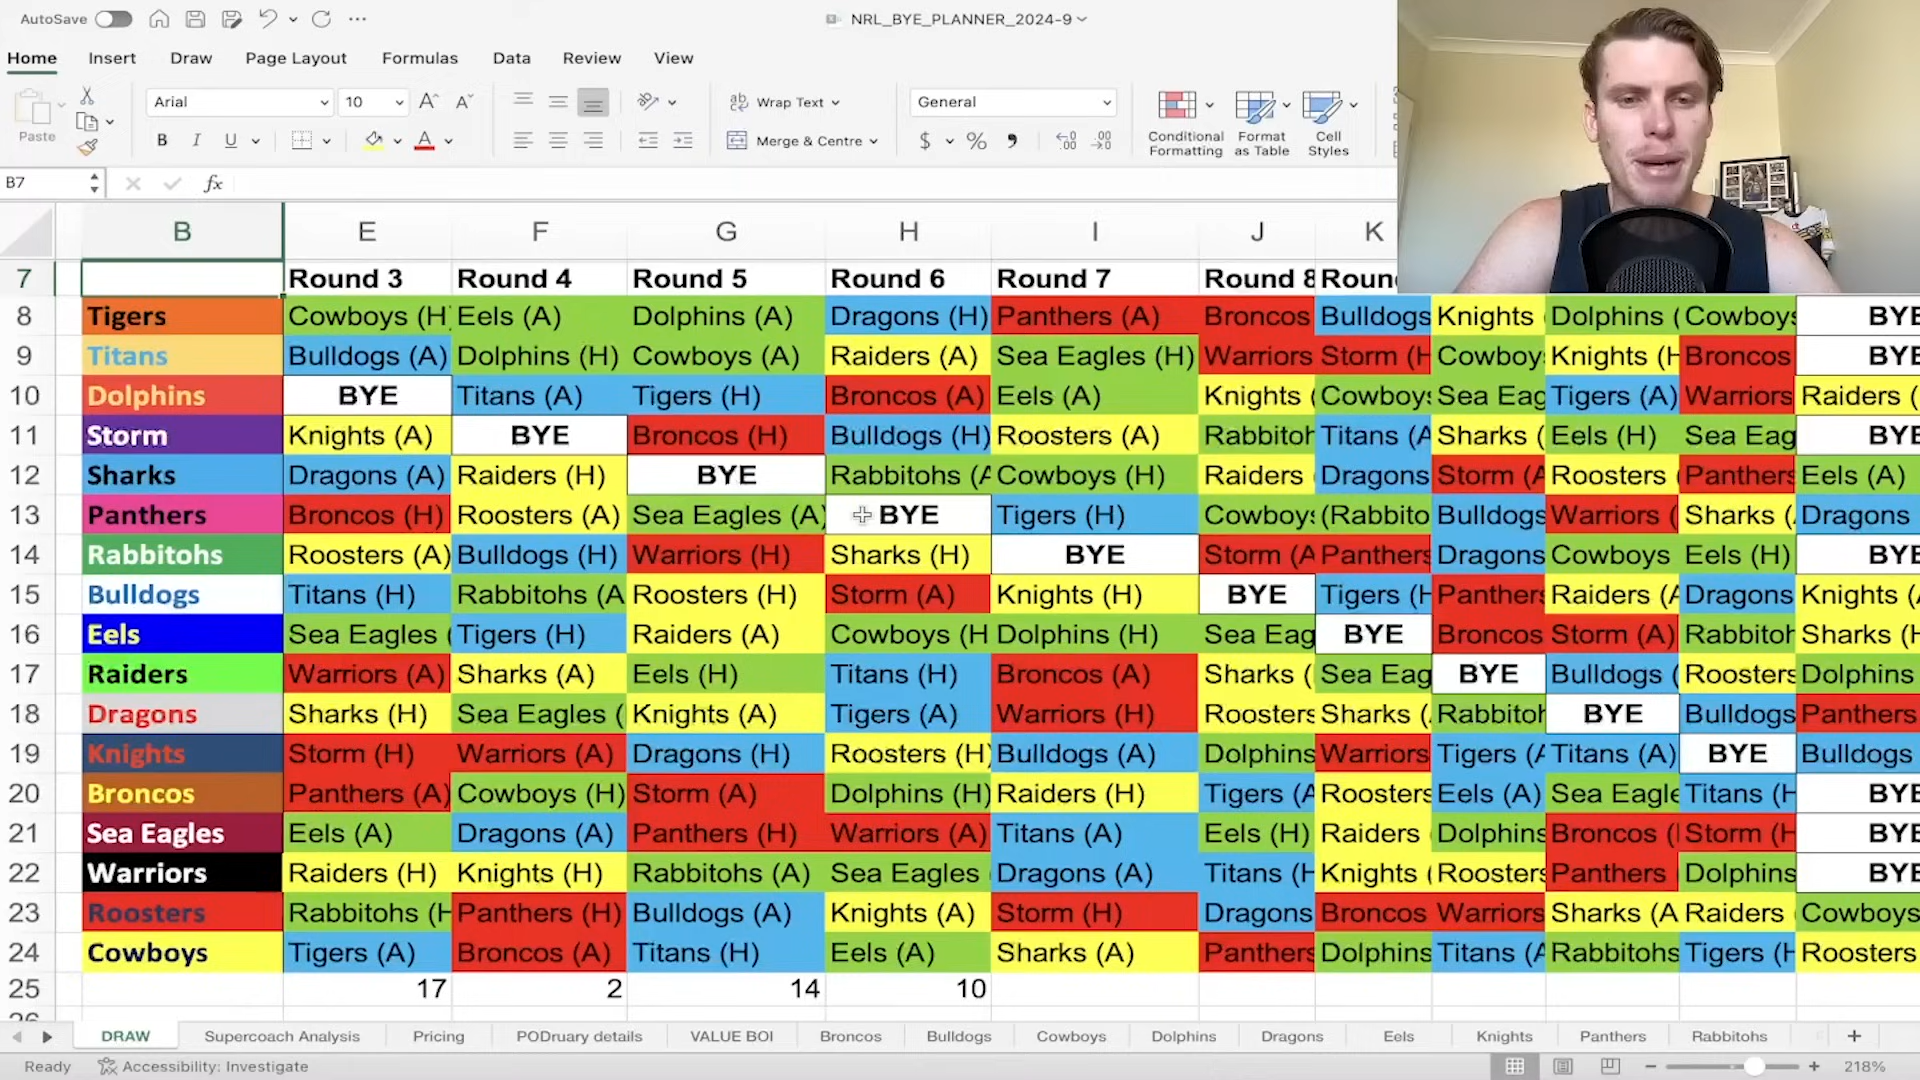 AutoSave
NRL_BYE_PLANNER_2024-9
Home Insert Draw Page Layout Formulas Data Review View
Paste
Arial 10
Wrap Text
General
B I U
Merge & Centre
$ %
Conditional Formatting
Format as Table
Cell Styles
B7 fx
B E F G H I J K
7 Round 3 Round 4 Round 5 Round 6 Round 7 Round 8 Roun
8 Tigers Cowboys (H Eels (A) Dolphins (A) Dragons (H) Panthers (A) Broncos Bulldogs Knights Dolphins ( Cowboys BYE
9 Titans Bulldogs (A) Dolphins (H) Cowboys (A) Raiders (A) Sea Eagles (H) Warriors Storm (H Cowboy Knights (H Broncos BYE
10 Dolphins BYE Titans (A) Tigers (H) Broncos (A) Eels (A) Knights ( Cowboys Sea Eag Tigers (A) Warriors Raiders (
11 Storm Knights (A) BYE Broncos (H) Bulldogs (H) Roosters (A) Rabbitoh Titans (A Sharks ( Eels (H) Sea Eag BYE
12 Sharks Dragons (A) Raiders (H) BYE Rabbitohs (A Cowboys (H) Raiders Dragons Storm (A Roosters Panthers Eels (A)
13 Panthers Broncos (H) Roosters (A) Sea Eagles (A) BYE Tigers (H) Cowboys (Rabbito Bulldogs Warriors ( Sharks (A Dragons
14 Rabbitohs Roosters (A) Bulldogs (H) Warriors (H) Sharks (H) BYE Storm (A Panthers Dragons Cowboys Eels (H) BYE
15 Bulldogs Titans (H) Rabbitohs (A Roosters (H) Storm (A) Knights (H) BYE Tigers (H Panthers Raiders (A Dragons Knights (A
16 Eels Sea Eagles ( Tigers (H) Raiders (A) Cowboys (H Dolphins (H) Sea Eag BYE Broncos Storm (A) Rabbitoh Sharks (H
17 Raiders Warriors (A) Sharks (A) Eels (H) Titans (H) Broncos (A) Sharks ( Sea Eag BYE Bulldogs ( Roosters Dolphins
18 Dragons Sharks (H) Sea Eagles ( Knights (A) Tigers (A) Warriors (H) Roosters Sharks (A Rabbitoh BYE Bulldogs Panthers
19 Knights Storm (H) Warriors (A) Dragons (H) Roosters (H) Bulldogs (A) Dolphins Warriors Tigers (A Titans (A) BYE Bulldogs
20 Broncos Panthers (A) Cowboys (H) Storm (A) Dolphins (H) Raiders (H) Tigers (A Roosters Eels (A) Sea Eagle Titans (H BYE
21 Sea Eagles Eels (A) Dragons (A) Panthers (H) Warriors (A) Titans (A) Eels (H) Raiders Dolphins Broncos ( Storm (H BYE
22 Warriors Raiders (H) Knights (H) Rabbitohs (A) Sea Eagles Dragons (A) Titans (H Knights ( Roosters Panthers Dolphins BYE
23 Roosters Rabbitohs (H Panthers (H) Bulldogs (A) Knights (A) Storm (H) Dragons Broncos Warriors Sharks (A Raiders Cowboys
24 Cowboys Tigers (A) Broncos (A) Titans (H) Eels (A) Sharks (A) Panthers Dolphins Titans (A Rabbitohs Tigers (H Roosters
25 17 2 14 10
DRAW Supercoach Analysis Pricing PODruary details VALUE BOI Broncos Bulldogs Cowboys Dolphins Dragons Eels Knights Panthers Rabbitohs
Ready Accessibility: Investigate 218%